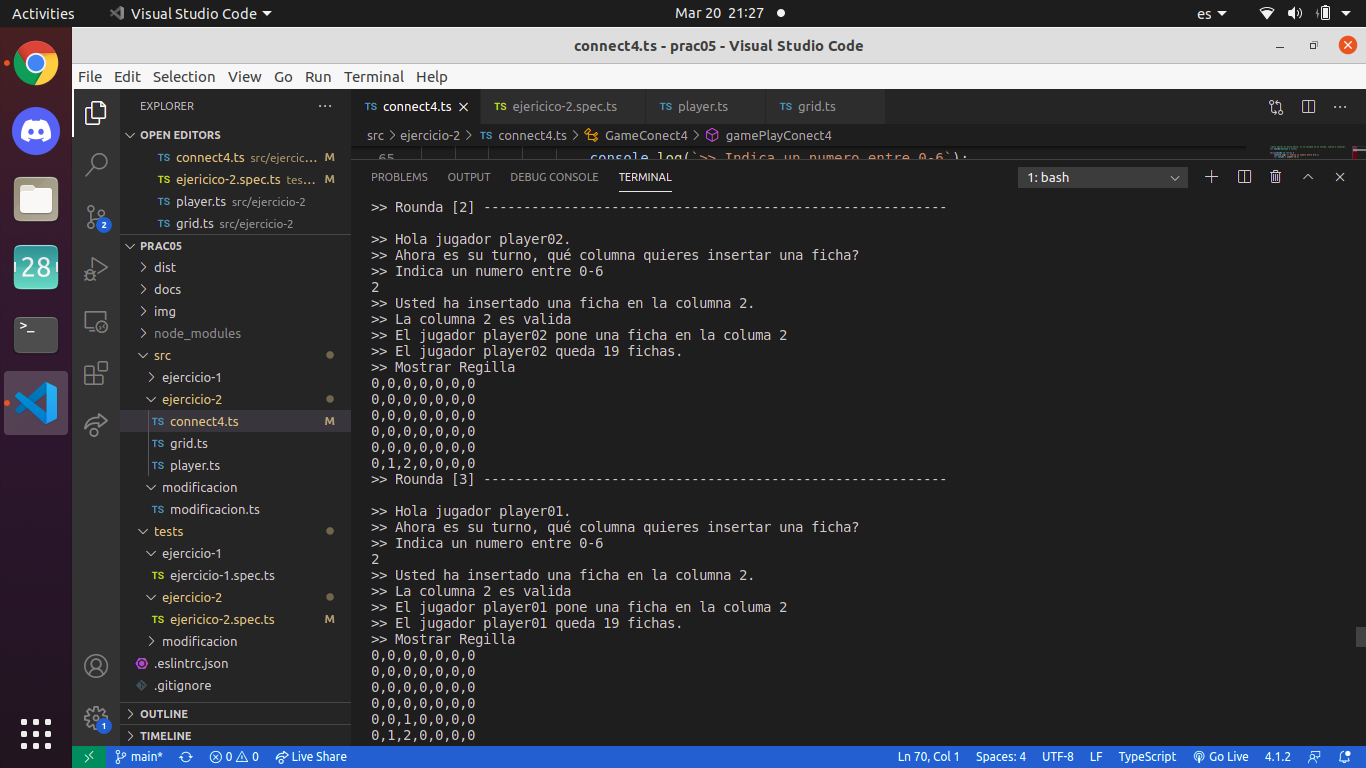 Activities
Visual Studio Code
Mar 20 21:27
es
connect4.ts - prac05 - Visual Studio Code
File Edit Selection View Go Run Terminal Help
EXPLORER
OPEN EDITORS
TS connect4.ts src/ejercic... M
TS ejericico-2.spec.ts tes... M
TS player.ts src/ejercicio-2
TS grid.ts src/ejercicio-2
PRAC05
dist
docs
img
node_modules
src
ejercicio-1
ejercicio-2
TS connect4.ts M
TS grid.ts
TS player.ts
modificacion
TS modificacion.ts
tests
ejercicio-1
TS ejercicio-1.spec.ts
ejercicio-2
TS ejericico-2.spec.ts M
modificacion
.eslintrc.json
.gitignore
OUTLINE
TIMELINE
28
>_
2
1
TS connect4.ts TS ejericico-2.spec.ts TS player.ts TS grid.ts
src > ejercicio-2 > TS connect4.ts > GameConect4 > gamePlayConect4
65 console.log(`>> Indica un numero entre 0-6`);
PROBLEMS OUTPUT DEBUG CONSOLE TERMINAL
1: bash
>> Rounda [2] ----------------------------------------------------------
>> Hola jugador player02.
>> Ahora es su turno, qué columna quieres insertar una ficha?
>> Indica un numero entre 0-6
2
>> Usted ha insertado una ficha en la columna 2.
>> La columna 2 es valida
>> El jugador player02 pone una ficha en la columa 2
>> El jugador player02 queda 19 fichas.
>> Mostrar Regilla
0,0,0,0,0,0,0
0,0,0,0,0,0,0
0,0,0,0,0,0,0
0,0,0,0,0,0,0
0,0,0,0,0,0,0
0,1,2,0,0,0,0
>> Rounda [3] ----------------------------------------------------------
>> Hola jugador player01.
>> Ahora es su turno, qué columna quieres insertar una ficha?
>> Indica un numero entre 0-6
2
>> Usted ha insertado una ficha en la columna 2.
>> La columna 2 es valida
>> El jugador player01 pone una ficha en la columa 2
>> El jugador player01 queda 19 fichas.
>> Mostrar Regilla
0,0,0,0,0,0,0
0,0,0,0,0,0,0
0,0,0,0,0,0,0
0,0,0,0,0,0,0
0,0,1,0,0,0,0
0,1,2,0,0,0,0
main* 0 0 Live Share
Ln 70, Col 1 Spaces: 4 UTF-8 LF TypeScript Go Live 4.1.2